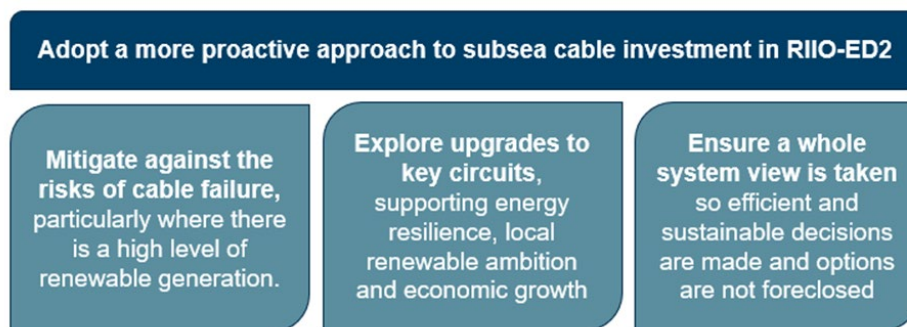 Adopt a more proactive approach to subsea cable investment in RIIO-ED2
Mitigate against the
risks of cable failure,
particularly where there
is a high level of
renewable generation.
Explore upgrades to
key circuits,
supporting energy
resilience, local
renewable ambition
and economic growth
Ensure a whole
system view is taken
so efficient and
sustainable decisions
are made and options
are not foreclosed